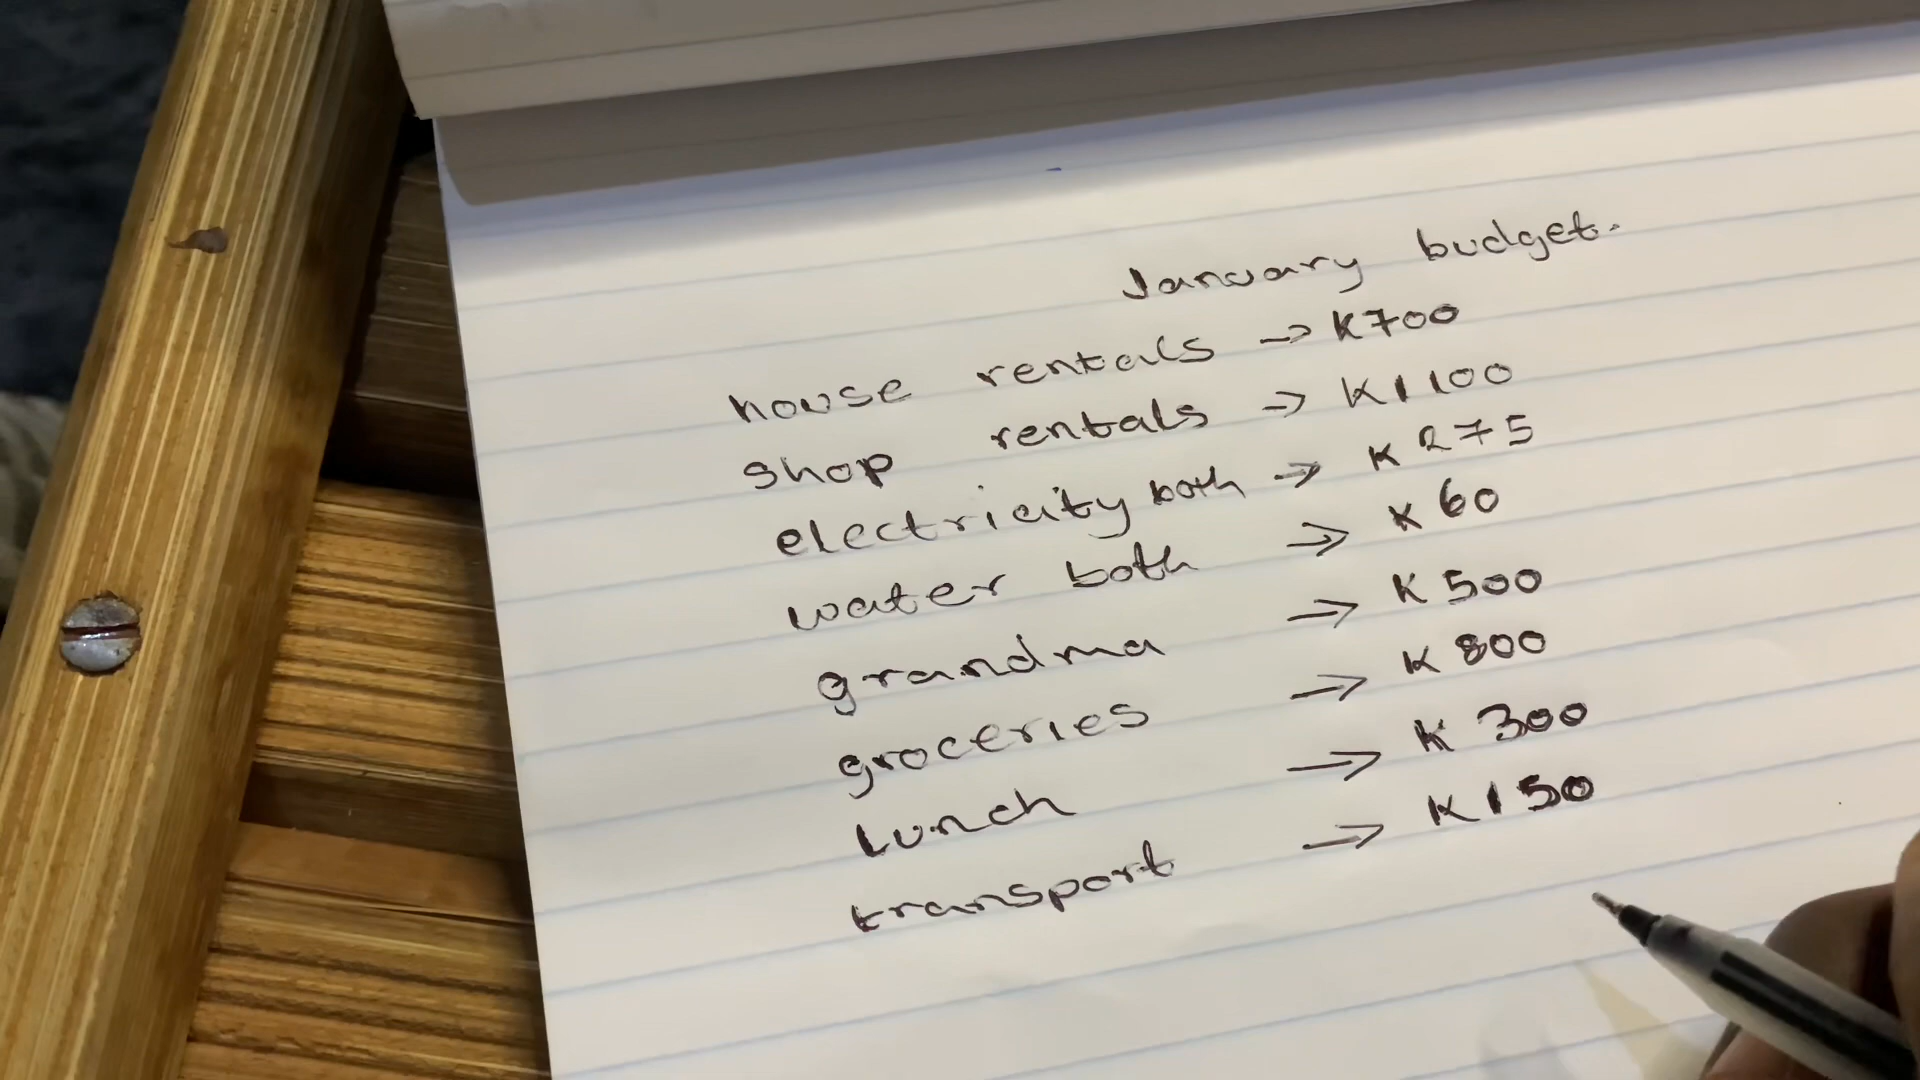 January budget.
house rentals -> K700
shop rentals -> K1100
electricity both -> K275
water both -> K60
grandma -> K500
groceries -> K800
Lunch -> K300
transport -> K150